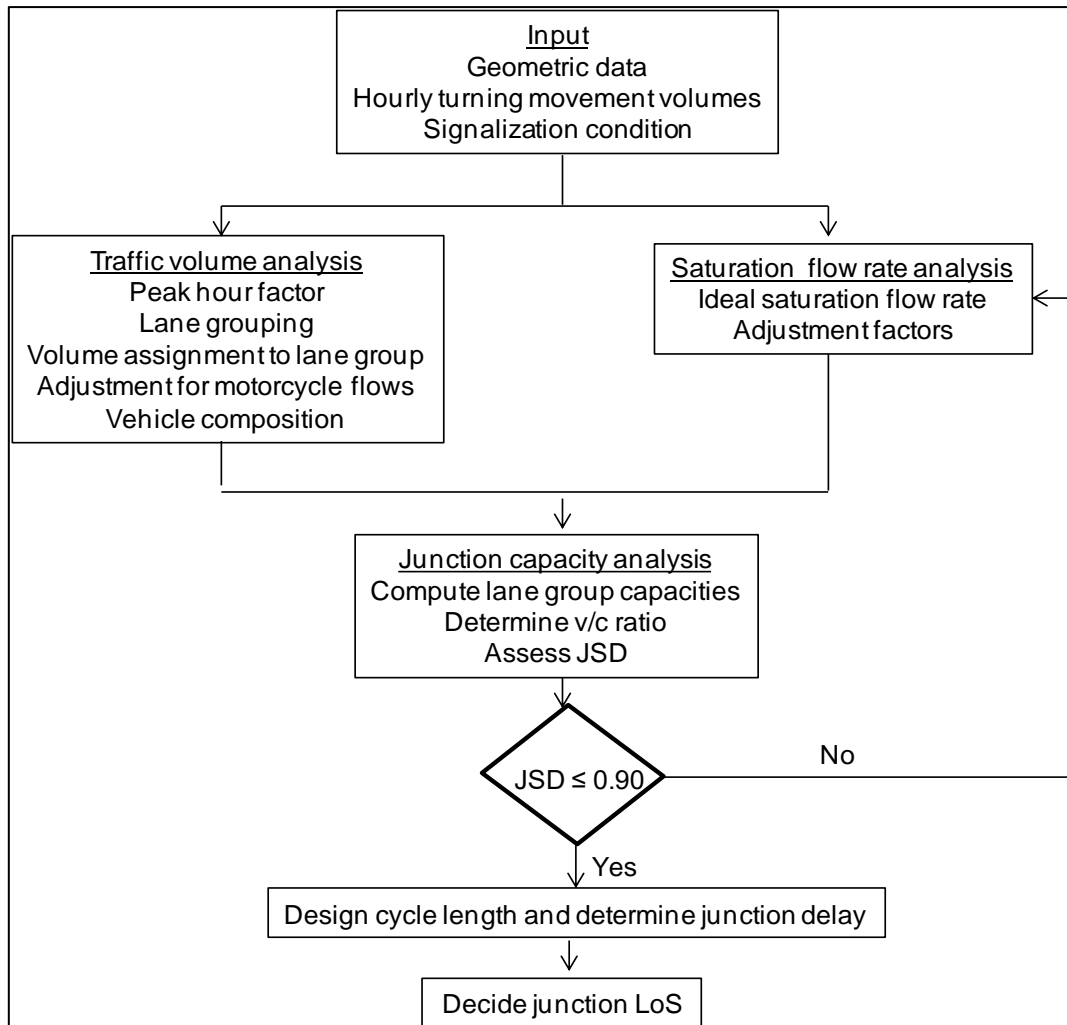 Input
Geometric data
Hourly turning movement volumes
Signalization condition
Traffic volume analysis
Peak hour factor
Lane grouping
Volume assignment to lane group
Adjustment for motorcycle flows
Vehicle composition
Saturation flow rate analysis
Ideal saturation flow rate
Adjustment factors
Junction capacity analysis
Compute lane group capacities
Determine v/c ratio
Assess JSD
JSD ≤ 0.90
No
Yes
Design cycle length and determine junction delay
Decide junction LoS